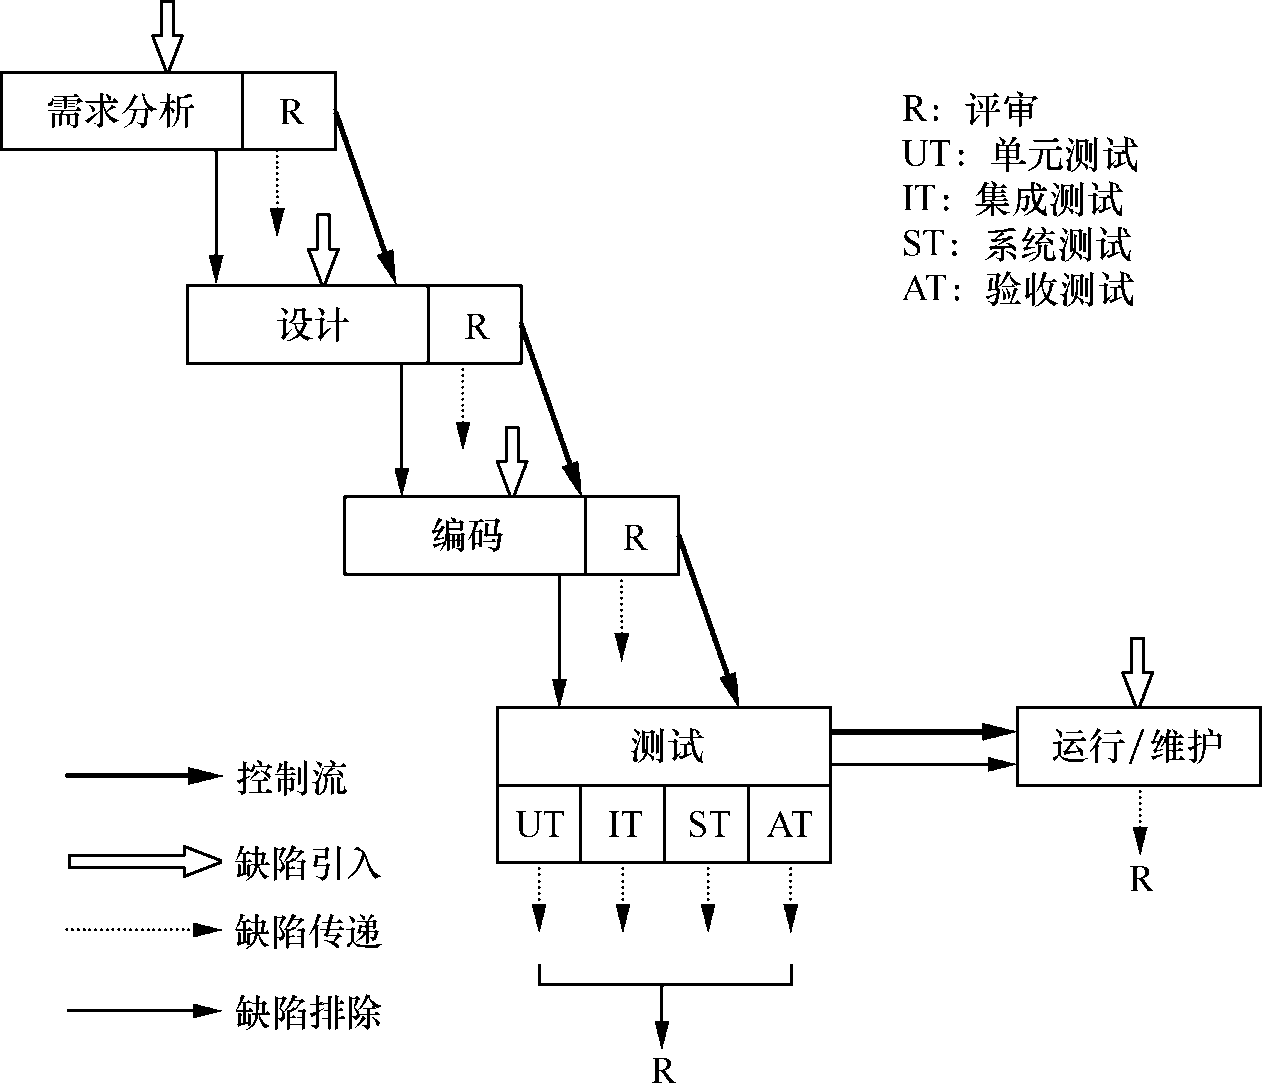 需求分析 R
R：评审
UT：单元测试
IT：集成测试
ST：系统测试
AT：验收测试
设计 R
编码 R
测试
UT IT ST AT
运行/维护
R
控制流
缺陷引入
缺陷传递
缺陷排除
R